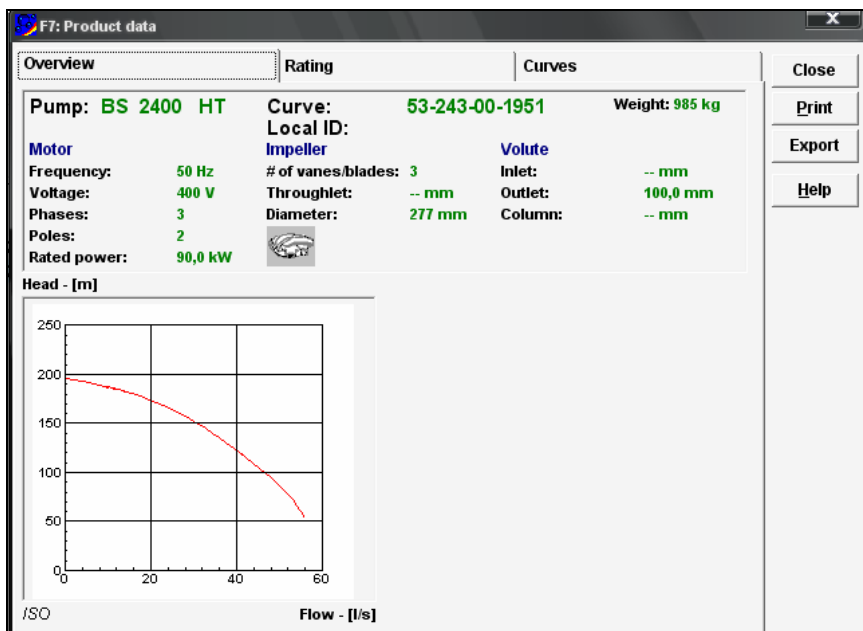 F7: Product data
x
Overview Rating Curves
Close
Print
Export
Help
Pump: BS 2400 HT Curve: 53-243-00-1951 Weight: 985 kg
Local ID:
Motor Impeller Volute
Frequency: 50 Hz # of vanes/blades: 3 Inlet: -- mm
Voltage: 400 V Throughlet: -- mm Outlet: 100,0 mm
Phases: 3 Diameter: 277 mm Column: -- mm
Poles: 2
Rated power: 90,0 kW
Head - [m]
250
200
150
100
50
0
0 20 40 60
ISO Flow - [l/s]